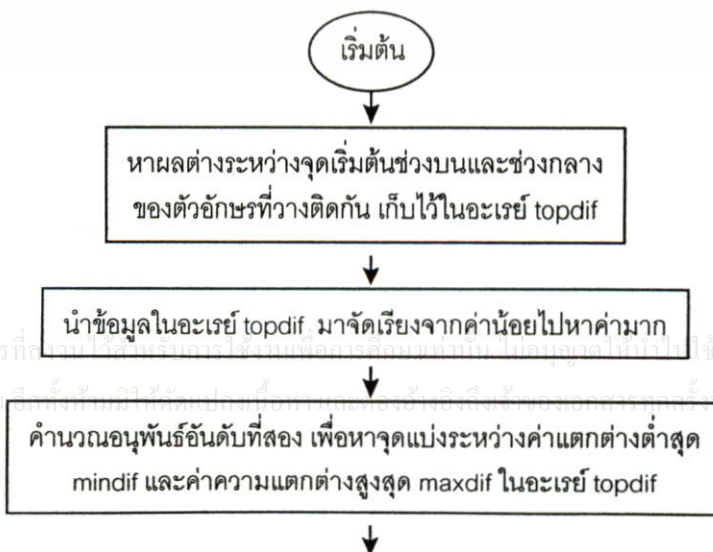 เริ่มต้น
หาผลต่างระหว่างจุดเริ่มต้นช่วงบนและช่วงกลาง
ของตัวอักษรที่วางติดกัน เก็บไว้ในอะเรย์ topdif
นำข้อมูลในอะเรย์ topdif มาจัดเรียงจากค่าน้อยไปหาค่ามาก
คำนวณอนุพันธ์อันดับที่สอง เพื่อหาจุดแบ่งระหว่างค่าแตกต่างต่ำสุด
mindif และค่าความแตกต่างสูงสุด maxdif ในอะเรย์ topdif